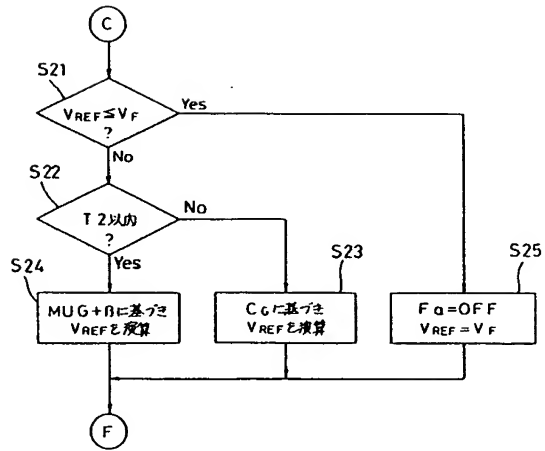 C
S21
VREF≦VF
?
Yes
No
S22
T2以内
?
No
Yes
S24
MUG+Bに基づき
VREFを演算
S23
CGに基づき
VREFを演算
S25
Fa=OFF
VREF=VF
F